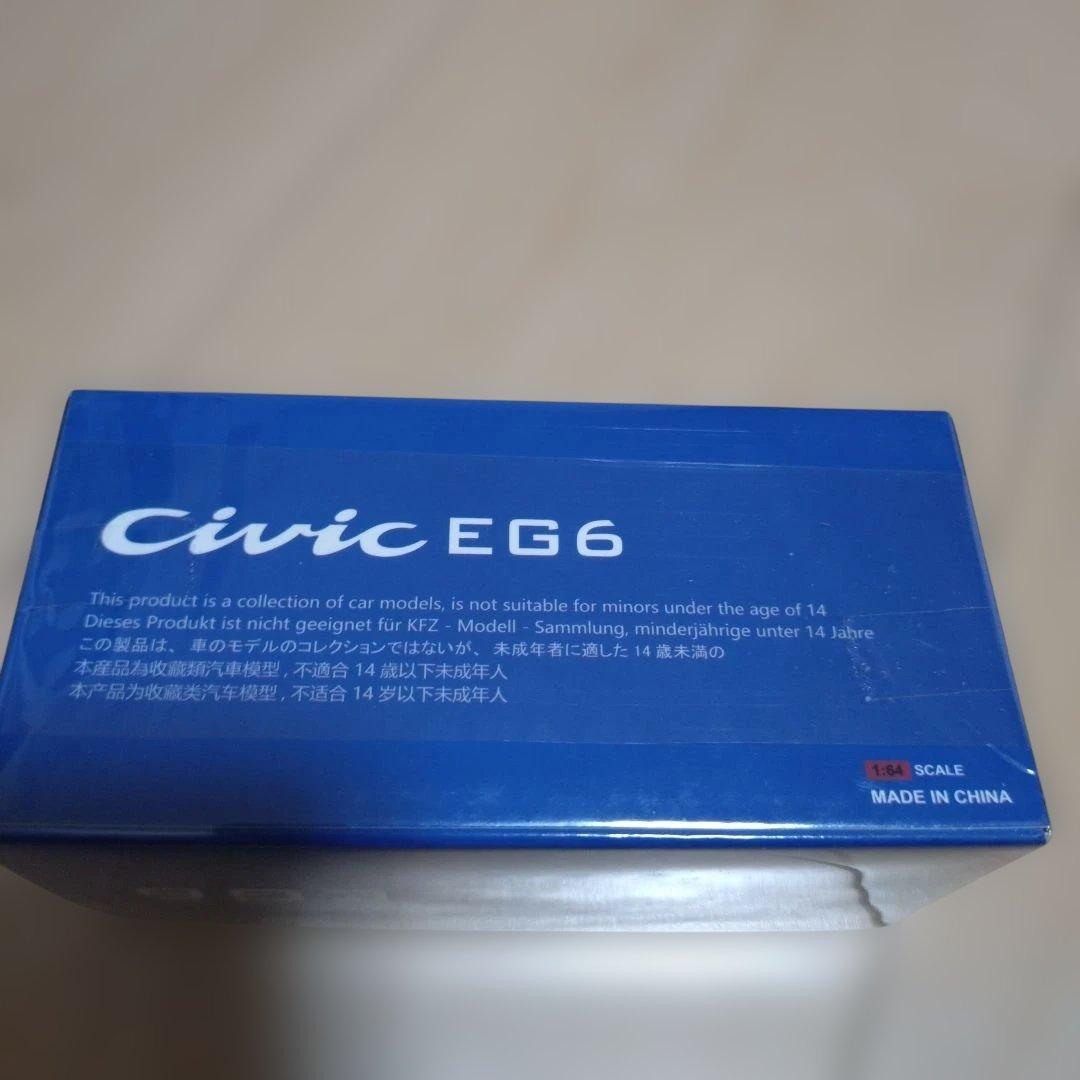 Civic EG6
This product is a collection of car models, is not suitable for minors under the age of 14
Dieses Produkt ist nicht geeignet für KFZ - Modell - Sammlung, minderjährige unter 14 Jahre
この製品は、車のモデルのコレクションではないが、未成年者に適した 14 歳未満の
本產品為收藏類汽車模型 , 不適合 14 歲以下未成年人
本产品为收藏类汽车模型 , 不适合 14 岁以下未成年人
1:64 SCALE
MADE IN CHINA